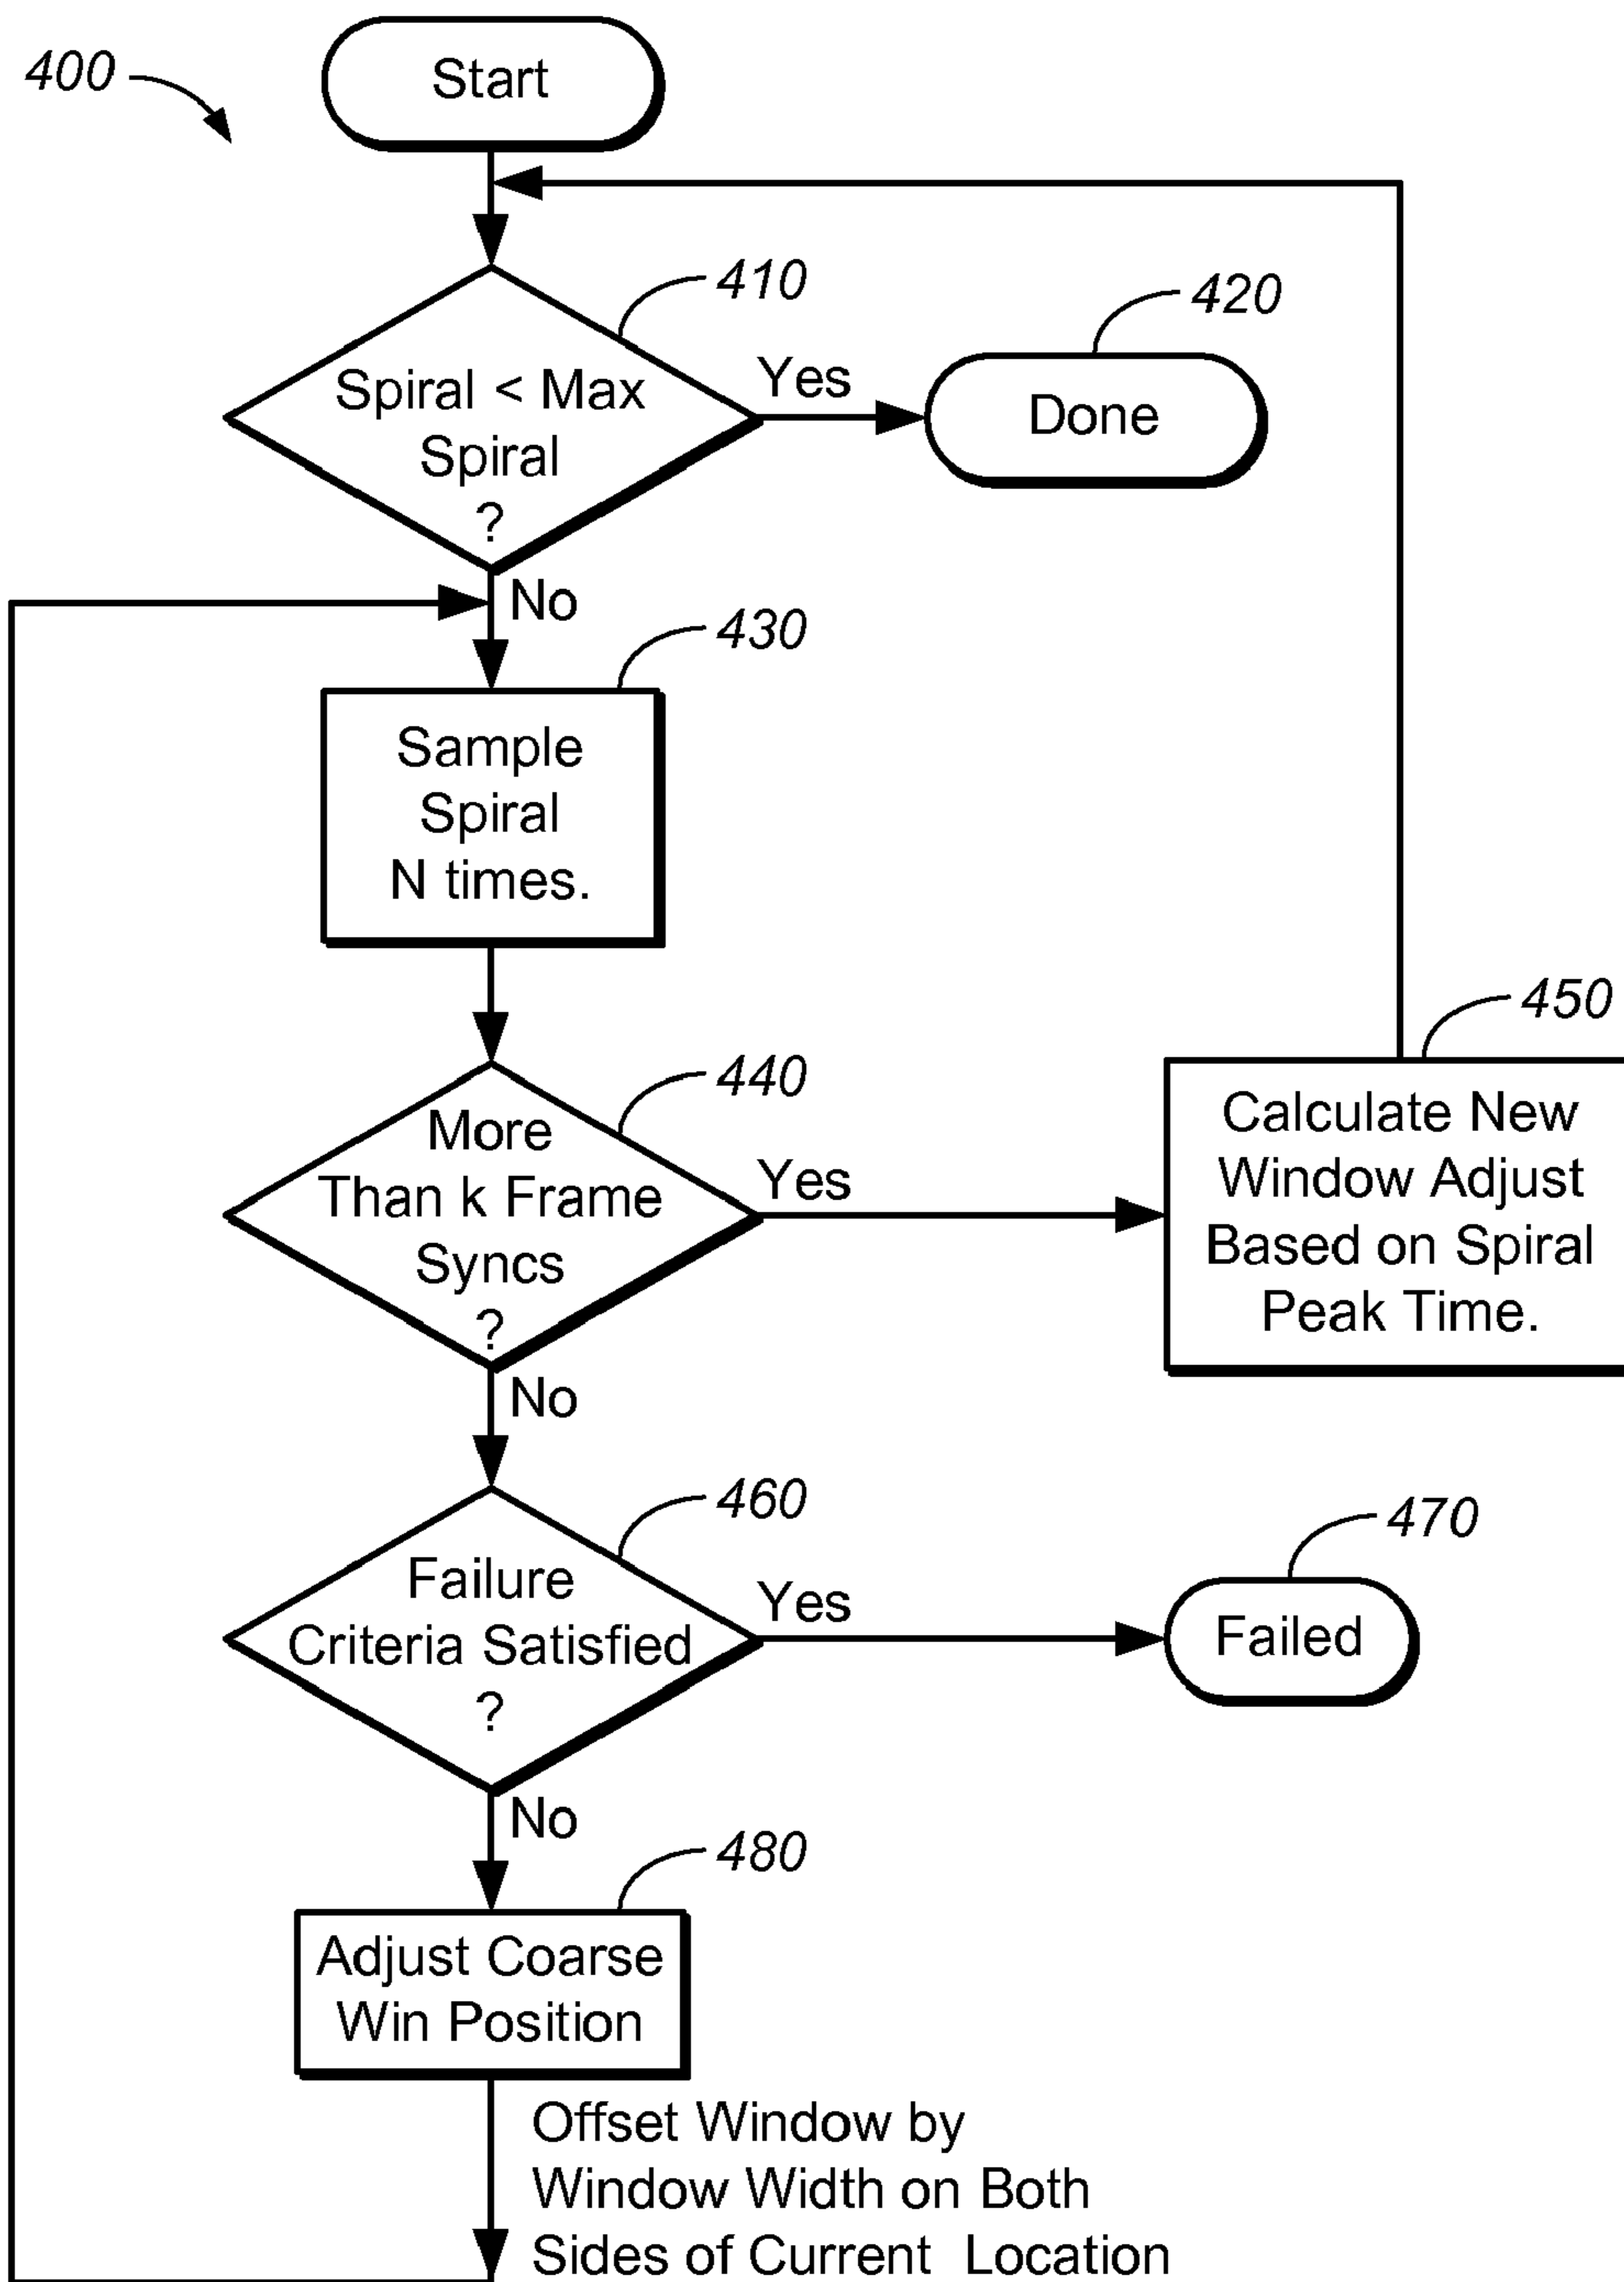 400
Start
410
Spiral < Max
Spiral
?
Yes
420
Done
No
430
Sample
Spiral
N times.
440
More
Than k Frame
Syncs
?
Yes
450
Calculate New
Window Adjust
Based on Spiral
Peak Time.
No
460
Failure
Criteria Satisfied
?
Yes
470
Failed
No
480
Adjust Coarse
Win Position
Offset Window by
Window Width on Both
Sides of Current Location